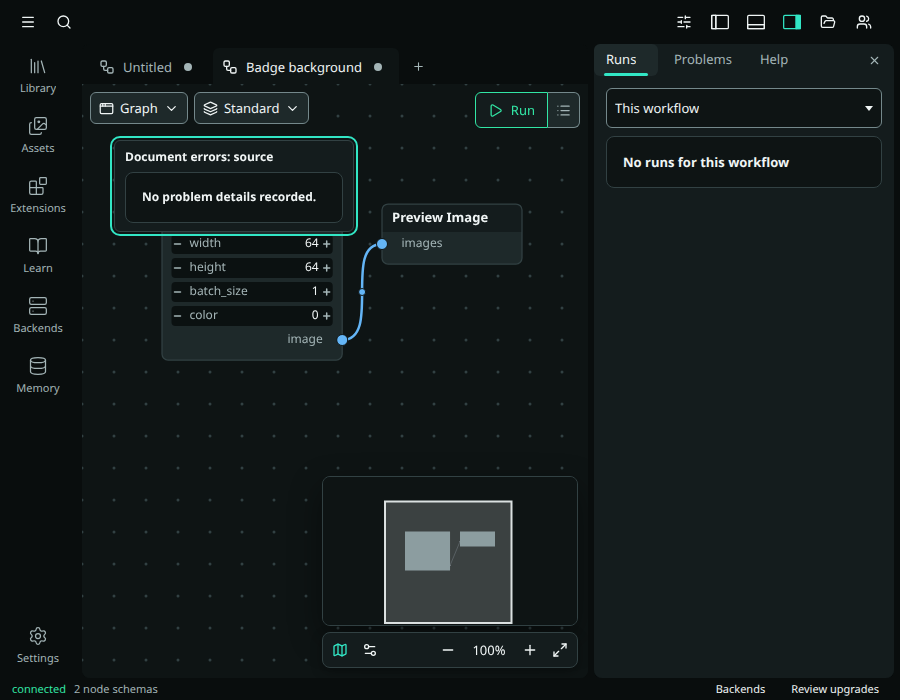 Untitled
Badge background
Runs
Problems
Help
Library
Assets
Extensions
Learn
Backends
Memory
Settings
Graph
Standard
Run
This workflow
No runs for this workflow
Document errors: source
No problem details recorded.
width 64
height 64
batch_size 1
color 0
image
Preview Image
images
100%
connected 2 node schemas
Backends
Review upgrades